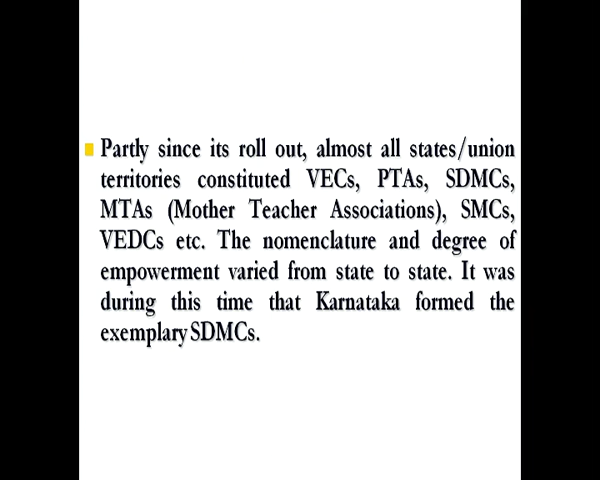 Partly since its roll out, almost all states/union
territories constituted VECs, PTAs, SDMCs,
MTAs (Mother Teacher Associations), SMCs,
VEDCs etc. The nomenclature and degree of
empowerment varied from state to state. It was
during this time that Karnataka formed the
exemplary SDMCs.